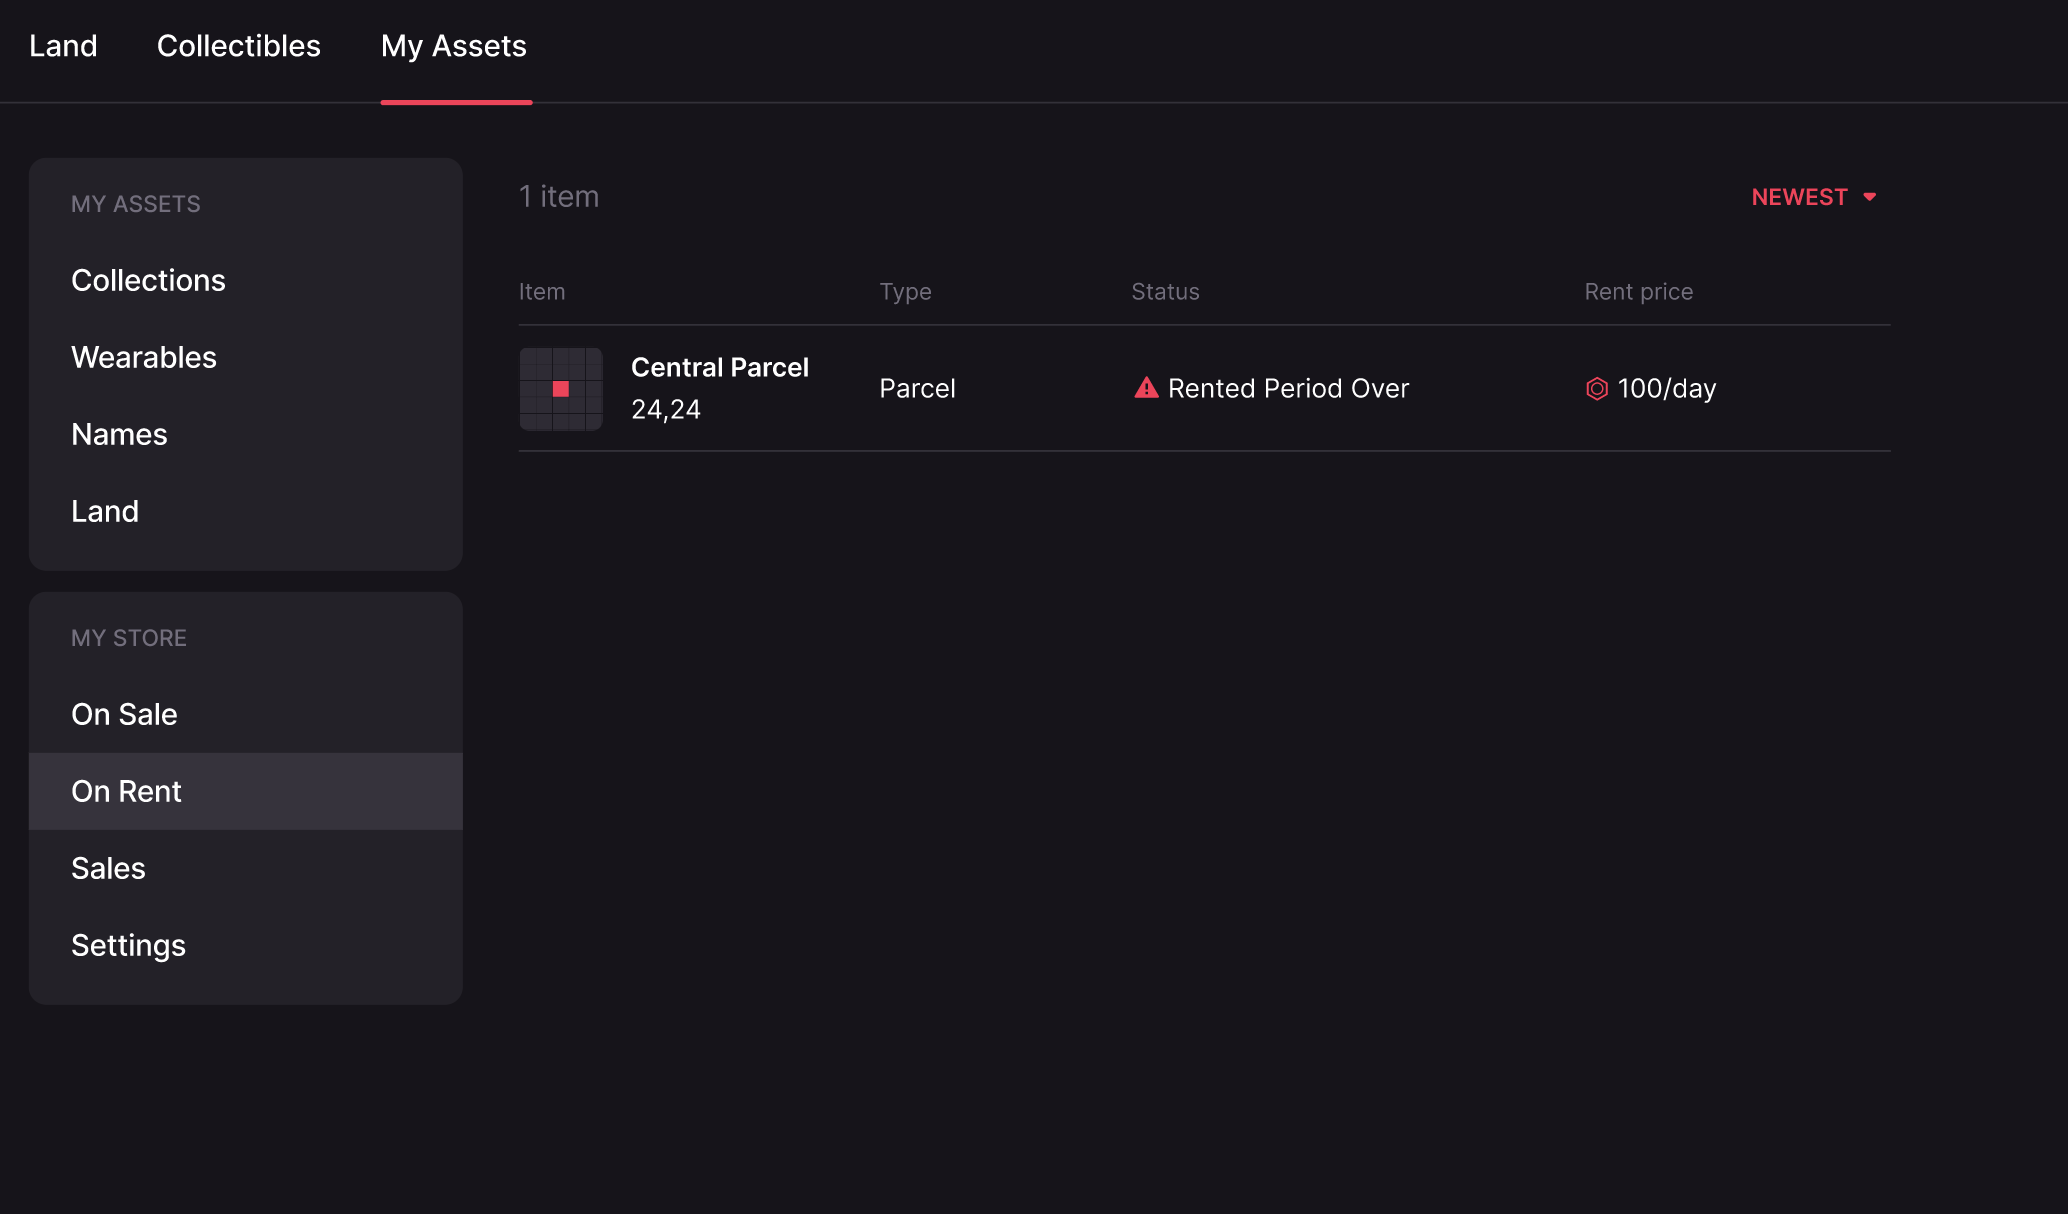 Land Collectibles My Assets
MY ASSETS
Collections
Wearables
Names
Land
MY STORE
On Sale
On Rent
Sales
Settings
1 item NEWEST
Item Type Status Rent price
Central Parcel
24,24
Parcel
Rented Period Over
100/day